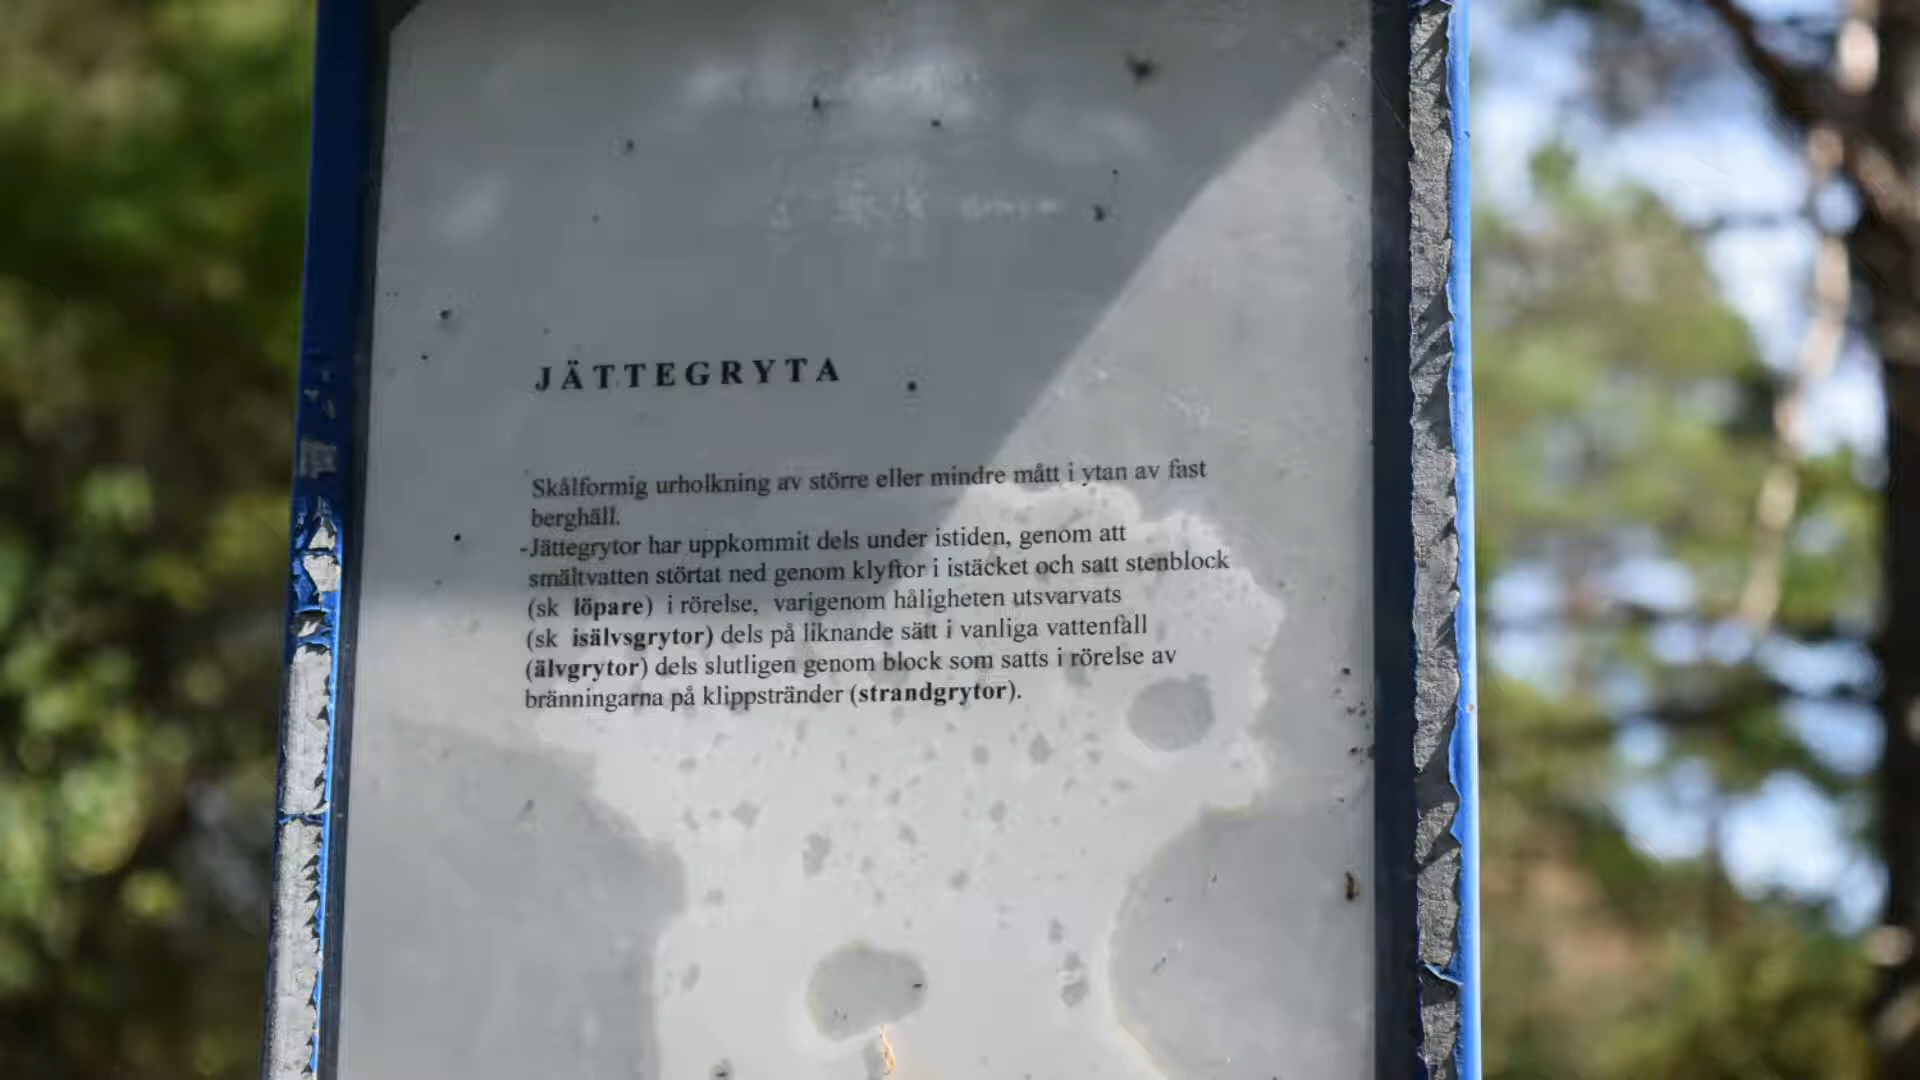 JÄTTEGRYTA
Skålformig urholkning av större eller mindre mått i ytan av fast
berghäll.
-Jättegrytor har uppkommit dels under istiden, genom att
smältvatten störtat ned genom klyftor i istäcket och satt stenblock
(sk löpare) i rörelse, varigenom håligheten utsvarvats
(sk isälvsgrytor) dels på liknande sätt i vanliga vattenfall
(älvgrytor) dels slutligen genom block som satts i rörelse av
bränningarna på klippstränder (strandgrytor).